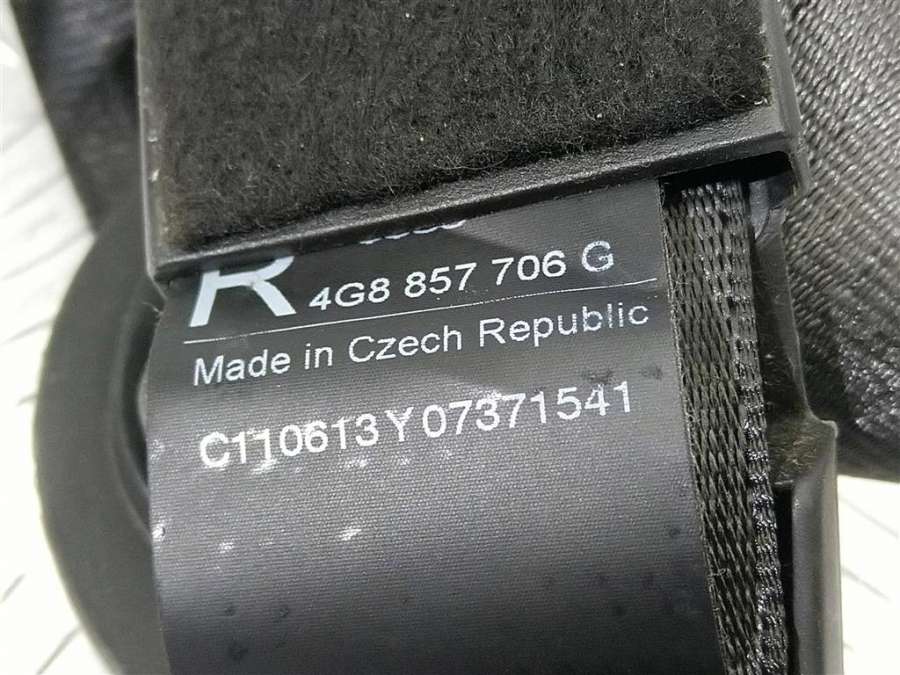 R 4G8 857 706 G
Made in Czech Republic
C110613Y07371541